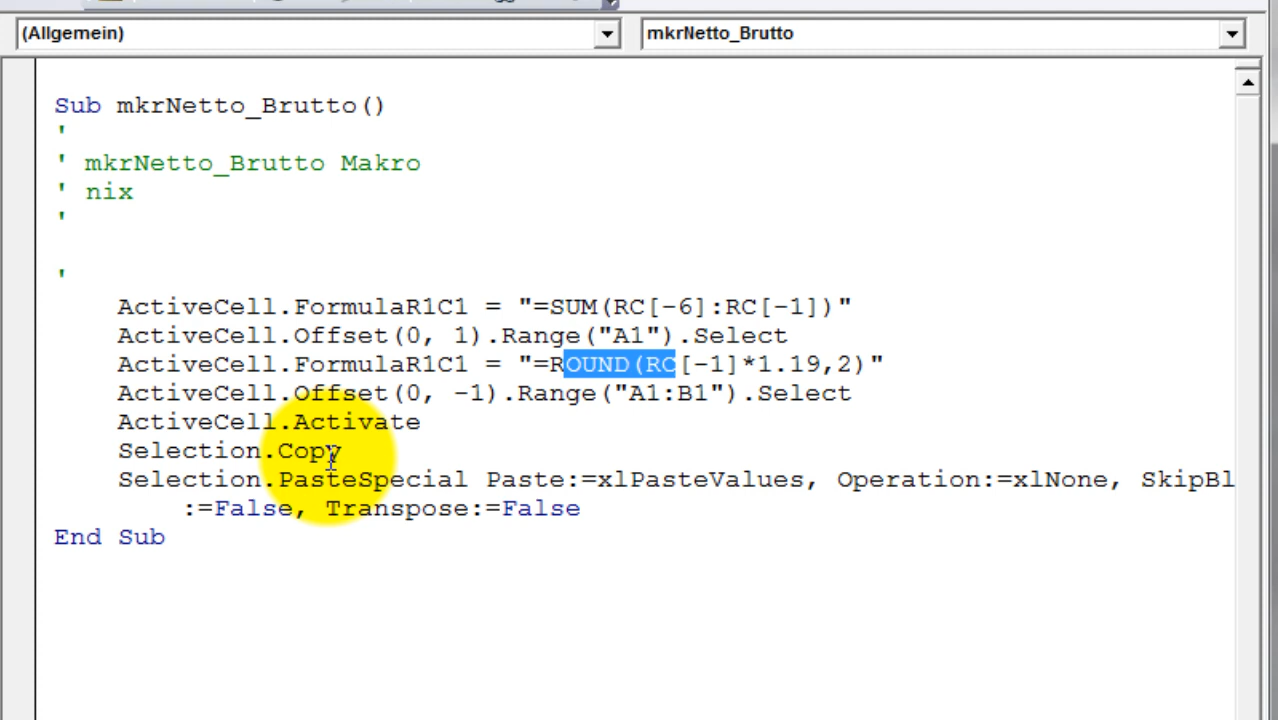 (Allgemein) mkrNetto_Brutto
Sub mkrNetto_Brutto()
'
' mkrNetto_Brutto Makro
' nix
'
'
ActiveCell.FormulaR1C1 = "=SUM(RC[-6]:RC[-1])"
ActiveCell.Offset(0, 1).Range("A1").Select
ActiveCell.FormulaR1C1 = "=ROUND(RC[-1]*1.19,2)"
ActiveCell.Offset(0, -1).Range("A1:B1").Select
ActiveCell.Activate
Selection.Copy
Selection.PasteSpecial Paste:=xlPasteValues, Operation:=xlNone, SkipBl
:=False, Transpose:=False
End Sub